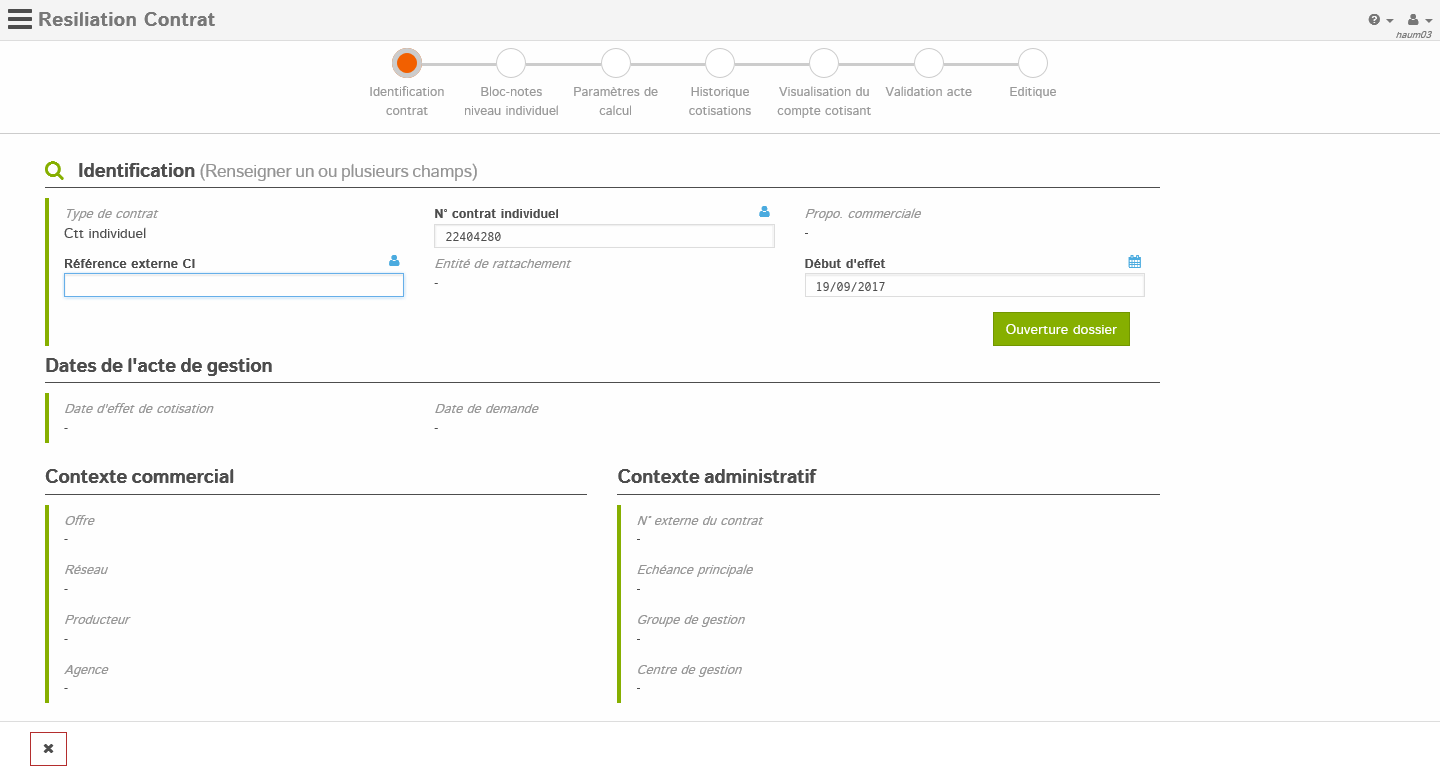 Resiliation Contrat
haum03
Identification contrat
Bloc-notes niveau individuel
Paramètres de calcul
Historique cotisations
Visualisation du compte cotisant
Validation acte
Editique
Identification (Renseigner un ou plusieurs champs)
Type de contrat
Ctt individuel
N° contrat individuel
22404280
Propo. commerciale
-
Référence externe CI
Entité de rattachement
-
Début d'effet
19/09/2017
Ouverture dossier
Dates de l'acte de gestion
Date d'effet de cotisation
-
Date de demande
-
Contexte commercial
Offre
-
Réseau
-
Producteur
-
Agence
-
Contexte administratif
N° externe du contrat
-
Echéance principale
-
Groupe de gestion
-
Centre de gestion
-